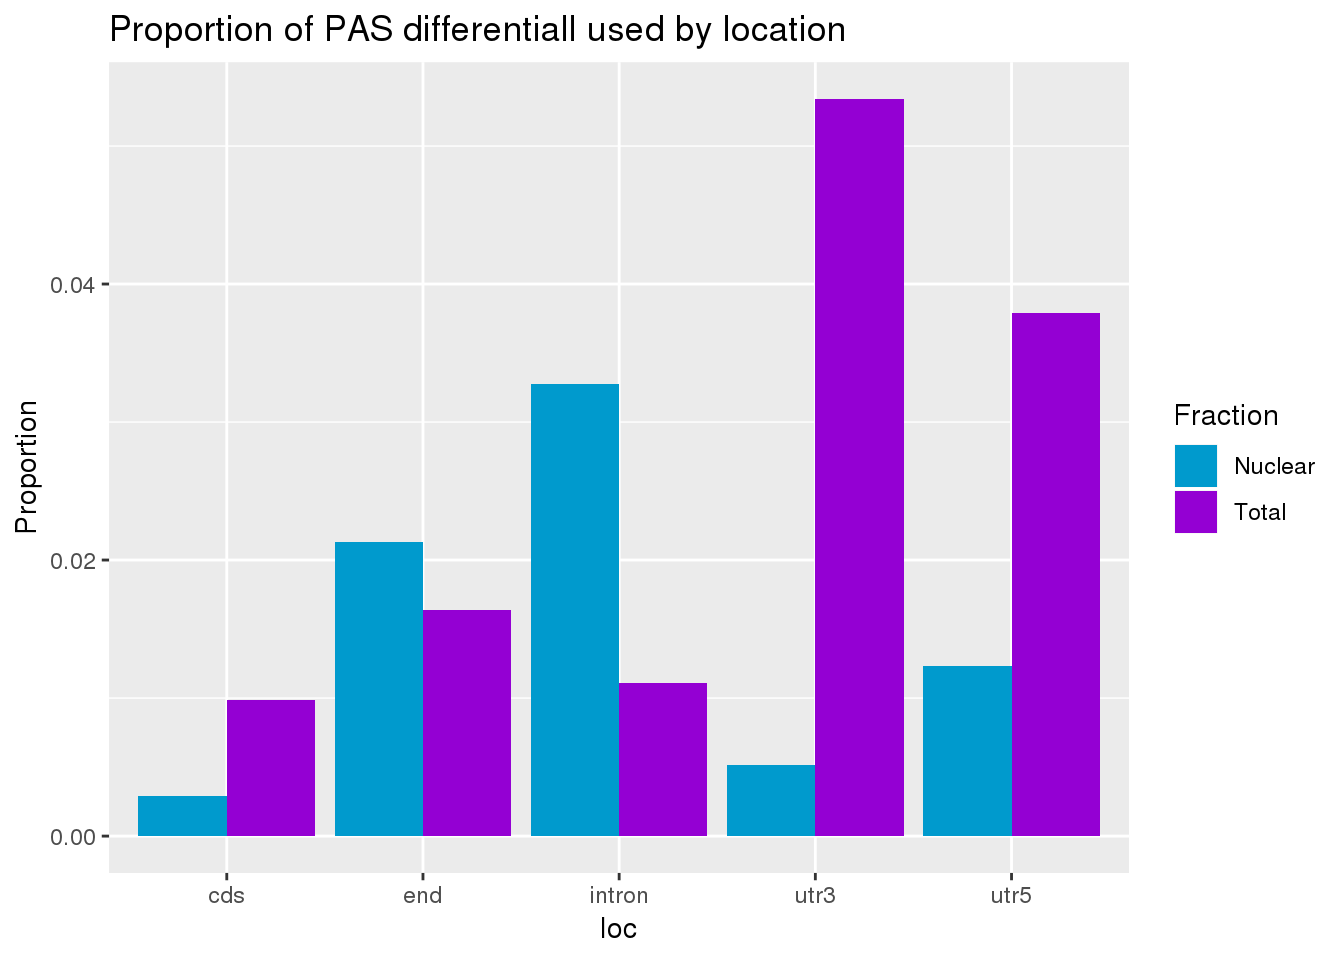 Proportion of PAS differentiall used by location
Proportion
0.04
0.02
0.00
cds
end
intron
utr3
utr5
loc
Fraction
Nuclear
Total